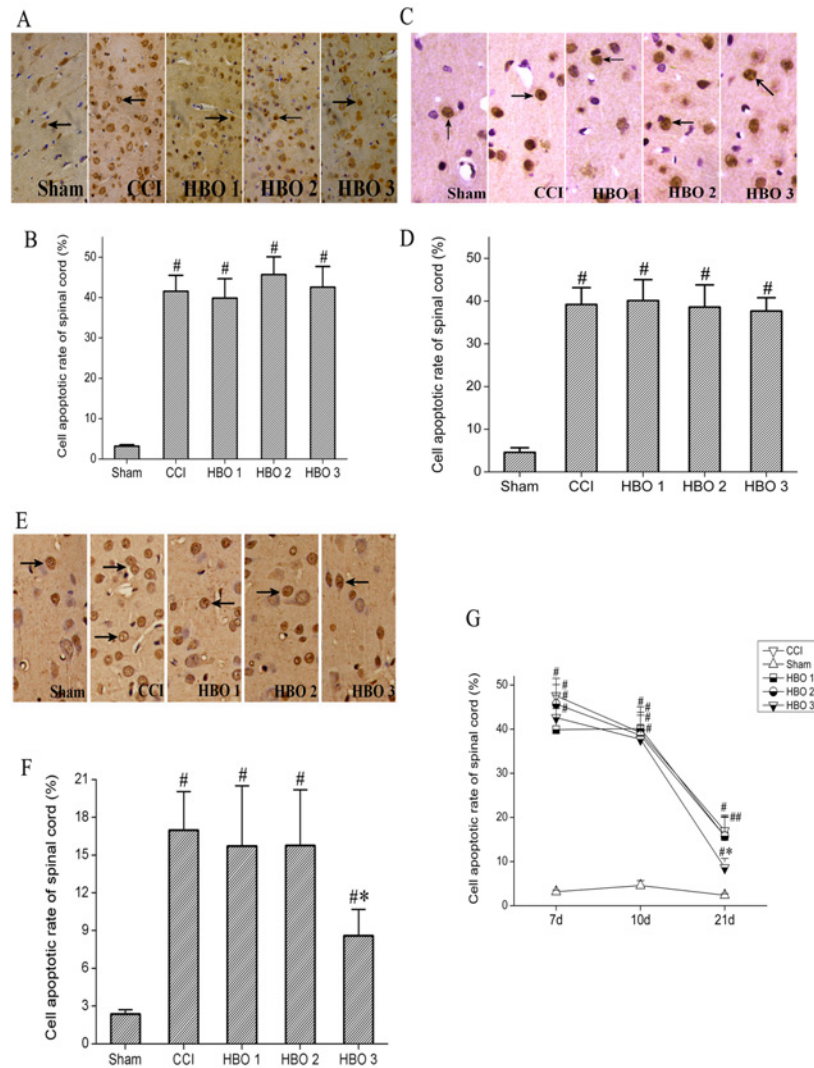 A
Sham CCI HBO 1 HBO 2 HBO 3
C
Sham CCI HBO 1 HBO 2 HBO 3
B
Cell apoptotic rate of spinal cord (%)
50
40
30
20
10
0
# # # #
Sham CCI HBO 1 HBO 2 HBO 3
D
Cell apoptotic rate of spinal cord (%)
50
40
30
20
10
0
# # # #
Sham CCI HBO 1 HBO 2 HBO 3
E
Sham CCI HBO 1 HBO 2 HBO 3
F
Cell apoptotic rate of spinal cord (%)
21
18
15
12
9
6
3
0
# # # #*
Sham CCI HBO 1 HBO 2 HBO 3
G
CCI
Sham
HBO 1
HBO 2
HBO 3
Cell apoptotic rate of spinal cord (%)
50
40
30
20
10
0
# # # #
# # # #
# ##
#*
7d 10d 21d